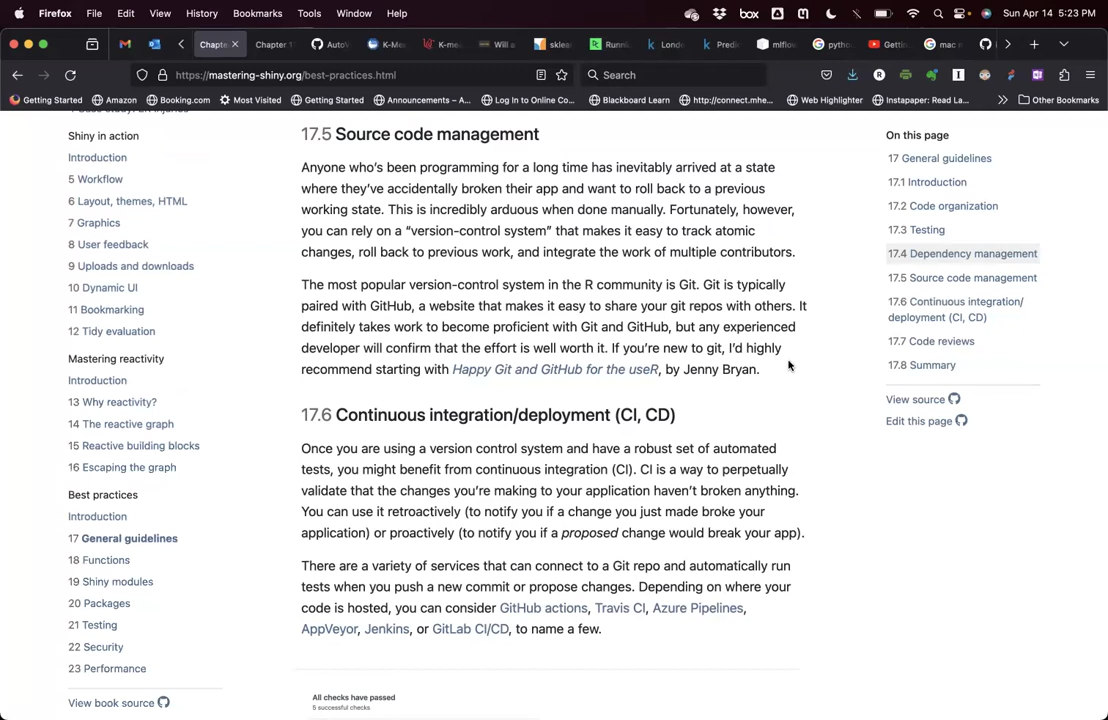 Firefox File Edit View History Bookmarks Tools Window Help box Sun Apr 14 5:23 PM
Chapte Chapter 1 AutoV K-Me K-mea Will a sklea Runni Londo Predi mlflow python Gettin mac n
https://mastering-shiny.org/best-practices.html Search
Getting Started Amazon Booking.com Most Visited Getting Started Announcements – A... Log In to Online Co... Blackboard Learn http://connect.mhe... Web Highlighter Instapaper: Read La... Other Bookmarks
Shiny in action
Introduction
5 Workflow
6 Layout, themes, HTML
7 Graphics
8 User feedback
9 Uploads and downloads
10 Dynamic UI
11 Bookmarking
12 Tidy evaluation
Mastering reactivity
Introduction
13 Why reactivity?
14 The reactive graph
15 Reactive building blocks
16 Escaping the graph
Best practices
Introduction
17 General guidelines
18 Functions
19 Shiny modules
20 Packages
21 Testing
22 Security
23 Performance
View book source
17.5 Source code management
Anyone who's been programming for a long time has inevitably arrived at a state
where they've accidentally broken their app and want to roll back to a previous
working state. This is incredibly arduous when done manually. Fortunately, however,
you can rely on a “version-control system” that makes it easy to track atomic
changes, roll back to previous work, and integrate the work of multiple contributors.
The most popular version-control system in the R community is Git. Git is typically
paired with GitHub, a website that makes it easy to share your git repos with others. It
definitely takes work to become proficient with Git and GitHub, but any experienced
developer will confirm that the effort is well worth it. If you're new to git, I'd highly
recommend starting with Happy Git and GitHub for the useR, by Jenny Bryan.
17.6 Continuous integration/deployment (CI, CD)
Once you are using a version control system and have a robust set of automated
tests, you might benefit from continuous integration (CI). CI is a way to perpetually
validate that the changes you're making to your application haven't broken anything.
You can use it retroactively (to notify you if a change you just made broke your
application) or proactively (to notify you if a proposed change would break your app).
There are a variety of services that can connect to a Git repo and automatically run
tests when you push a new commit or propose changes. Depending on where your
code is hosted, you can consider GitHub actions, Travis CI, Azure Pipelines,
AppVeyor, Jenkins, or GitLab CI/CD, to name a few.
All checks have passed
5 successful checks
On this page
17 General guidelines
17.1 Introduction
17.2 Code organization
17.3 Testing
17.4 Dependency management
17.5 Source code management
17.6 Continuous integration/
deployment (CI, CD)
17.7 Code reviews
17.8 Summary
View source
Edit this page